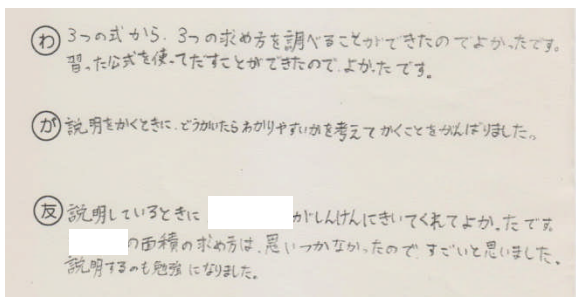 わ 3つの式から、3つの求め方を調べることができたのでよかったです。
習った公式を使ってだすことができたので、よかったです。
が 説明をかくときに、どうかいたらわかりやすいかを考えてかくことをがんばりました。
友 説明しているときに がしんけんにきいてくれてよかったです。
の面積の求め方は、思いつかなかったので、すごいと思いました。
説明するのも勉強になりました。